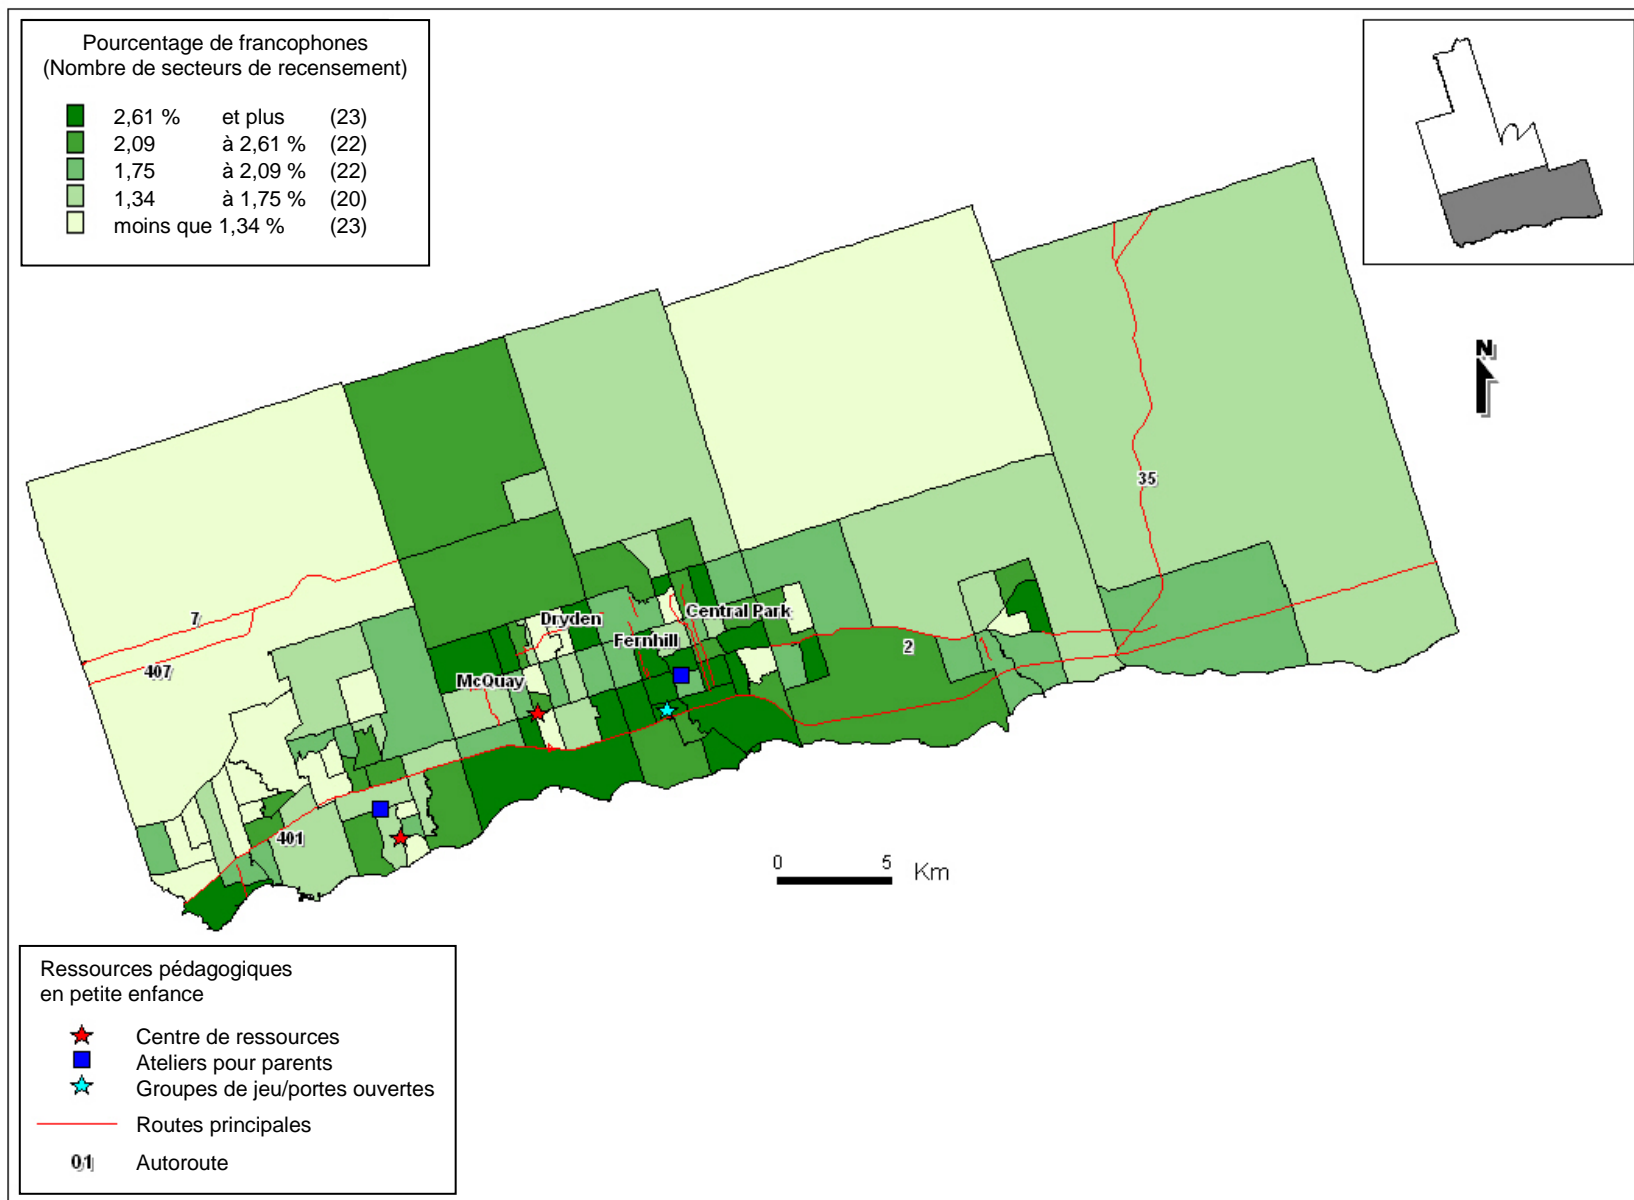 Pourcentage de francophones
(Nombre de secteurs de recensement)
2,61 % et plus (23)
2,09 à 2,61 % (22)
1,75 à 2,09 % (22)
1,34 à 1,75 % (20)
moins que 1,34 % (23)
N
35
7
407
Dryden
Central Park
Fernhill
2
McQuay
401
0 5 Km
Ressources pédagogiques
en petite enfance
Centre de ressources
Ateliers pour parents
Groupes de jeu/portes ouvertes
Routes principales
01 Autoroute